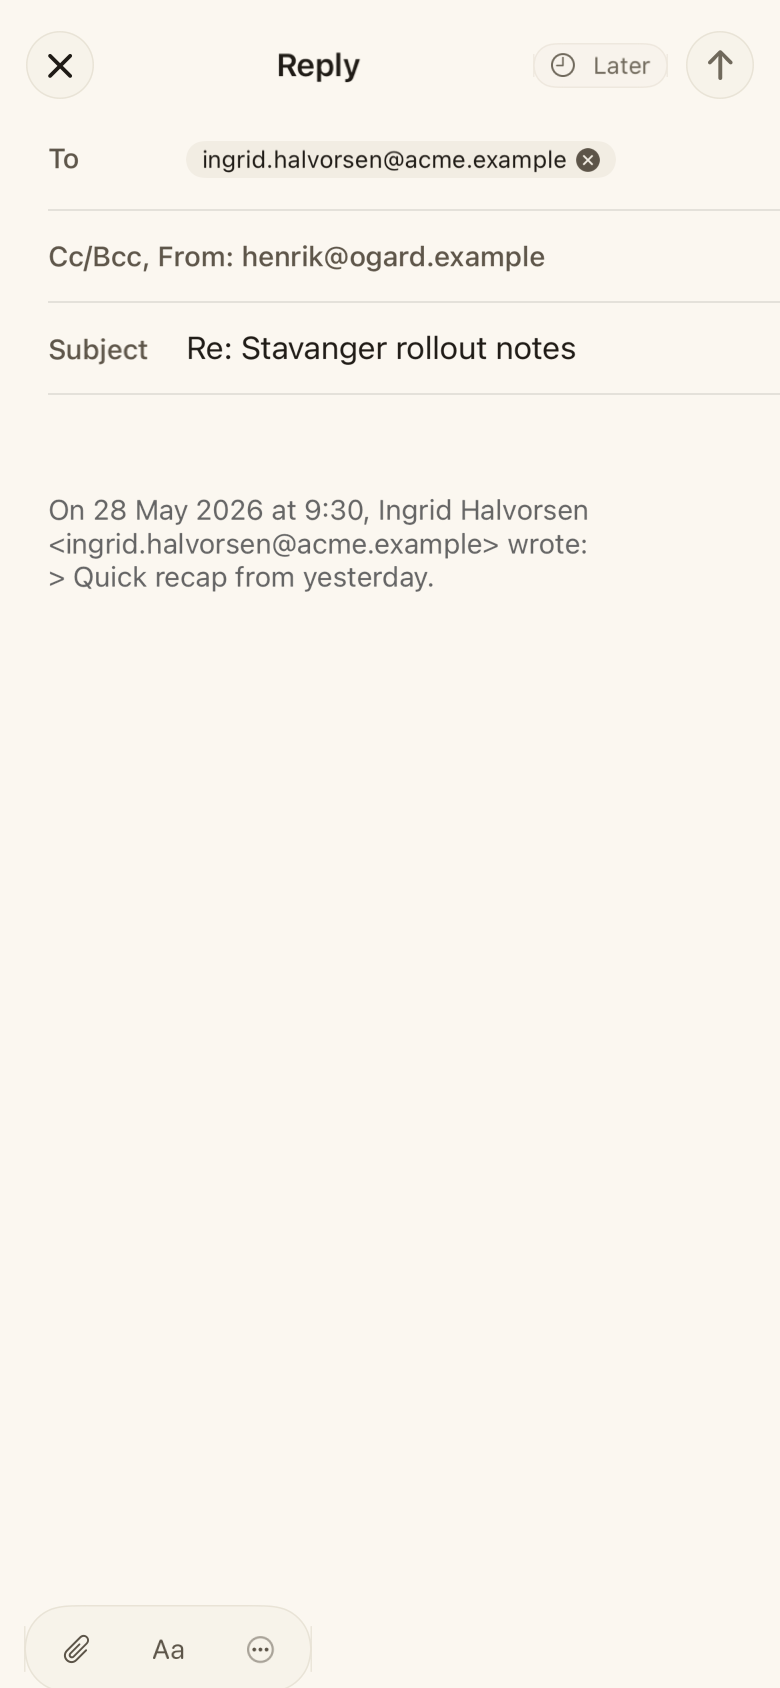 Reply
Later
To ingrid.halvorsen@acme.example
Cc/Bcc, From: henrik@ogard.example
Subject Re: Stavanger rollout notes
On 28 May 2026 at 9:30, Ingrid Halvorsen
<ingrid.halvorsen@acme.example> wrote:
> Quick recap from yesterday.
Aa